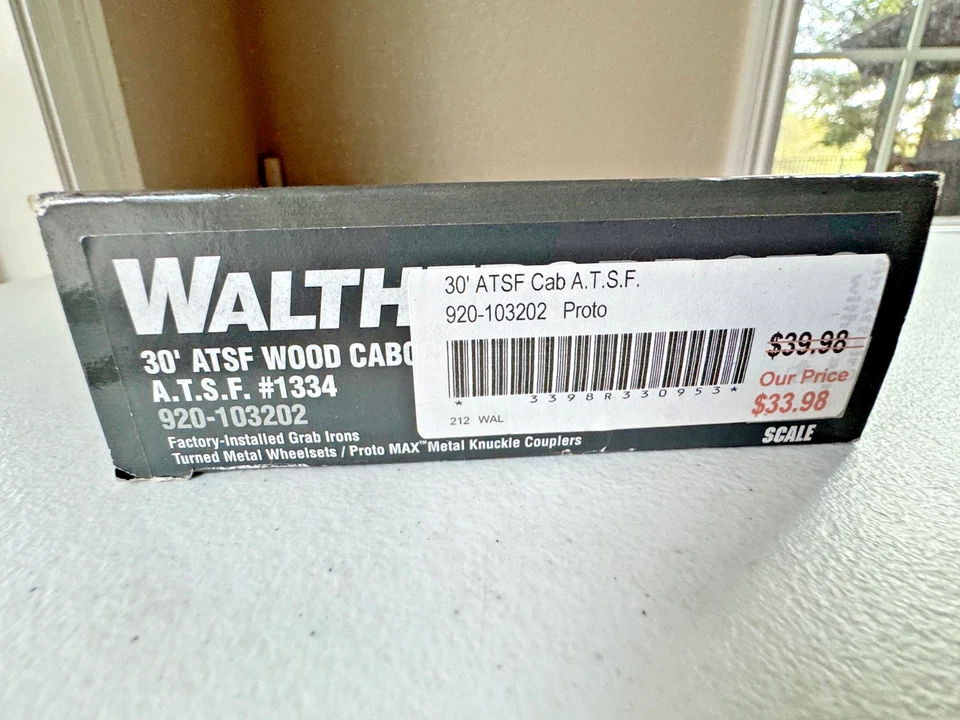 WALTH
30' ATSF WOOD CABO
A.T.S.F. #1334
920-103202
Factory-Installed Grab Irons
Turned Metal Wheelsets / Proto MAX™ Metal Knuckle Couplers
SCALE
30' ATSF Cab A.T.S.F.
920-103202 Proto
$39.98
Our Price
$33.98
* 3398R330953*
212 WAL